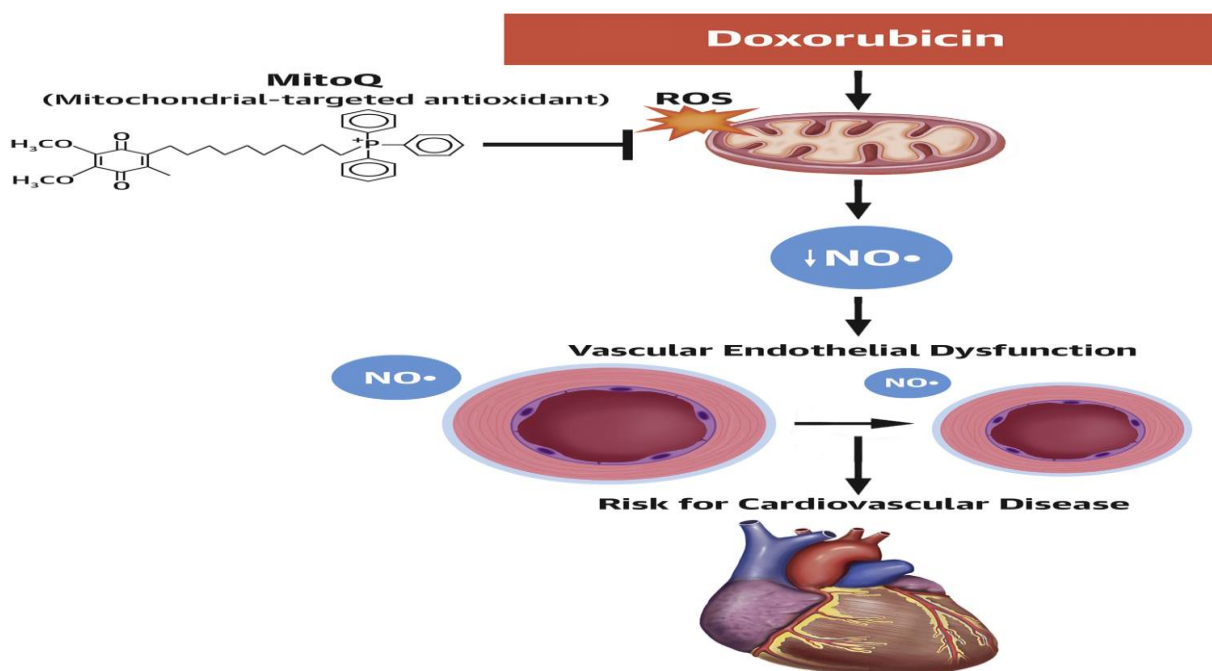 Doxorubicin
MitoQ
(Mitochondrial-targeted antioxidant)
ROS
H₃CO
O
+P
H₃CO
O
↓NO•
Vascular Endothelial Dysfunction
NO•
NO•
Risk for Cardiovascular Disease